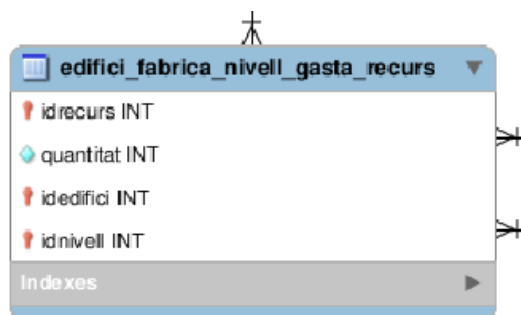 edifici_fabrica_nivell_gasta_recurs
idrecurs INT
quantitat INT
idedifici INT
idnivell INT
Indexes